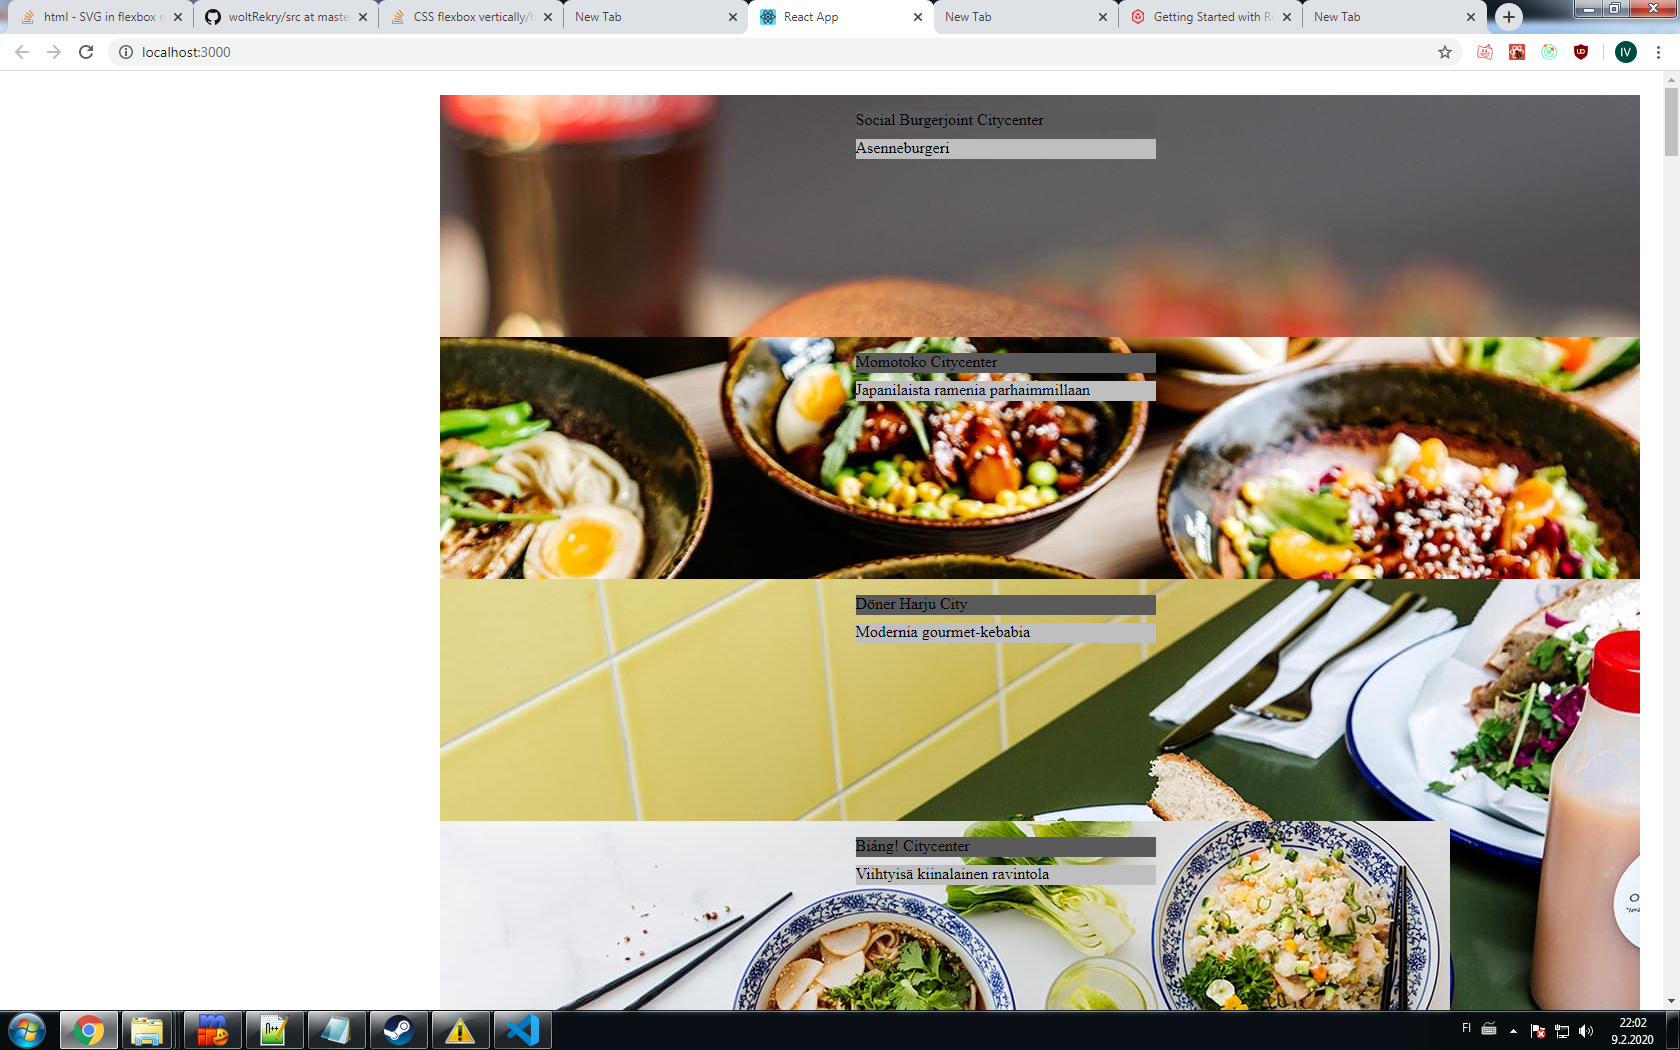 html - SVG in flexbox n
woltRekry/src at maste
CSS flexbox vertically/h
New Tab
React App
New Tab
Getting Started with R
New Tab
localhost:3000
IV
Social Burgerjoint Citycenter
Asenneburgeri
Momotoko Citycenter
Japanilaista ramenia parhaimmillaan
Döner Harju City
Modernia gourmet-kebabia
Biáng! Citycenter
Viihtyisä kiinalainen ravintola
FI
22:02
9.2.2020